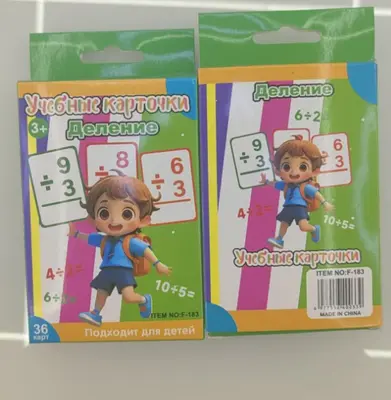 Учебные карточки
3+
Деление
÷ 9
3
8
÷ 6
3
4÷2=
10÷5=
6÷2
ITEM NO:F-183
36
карт
Подходит для детей
Деление
6÷2
÷ 9
3
÷ 6
3
10÷5=
Учебные карточки
ITEM NO:F-183
MADE IN CHINA